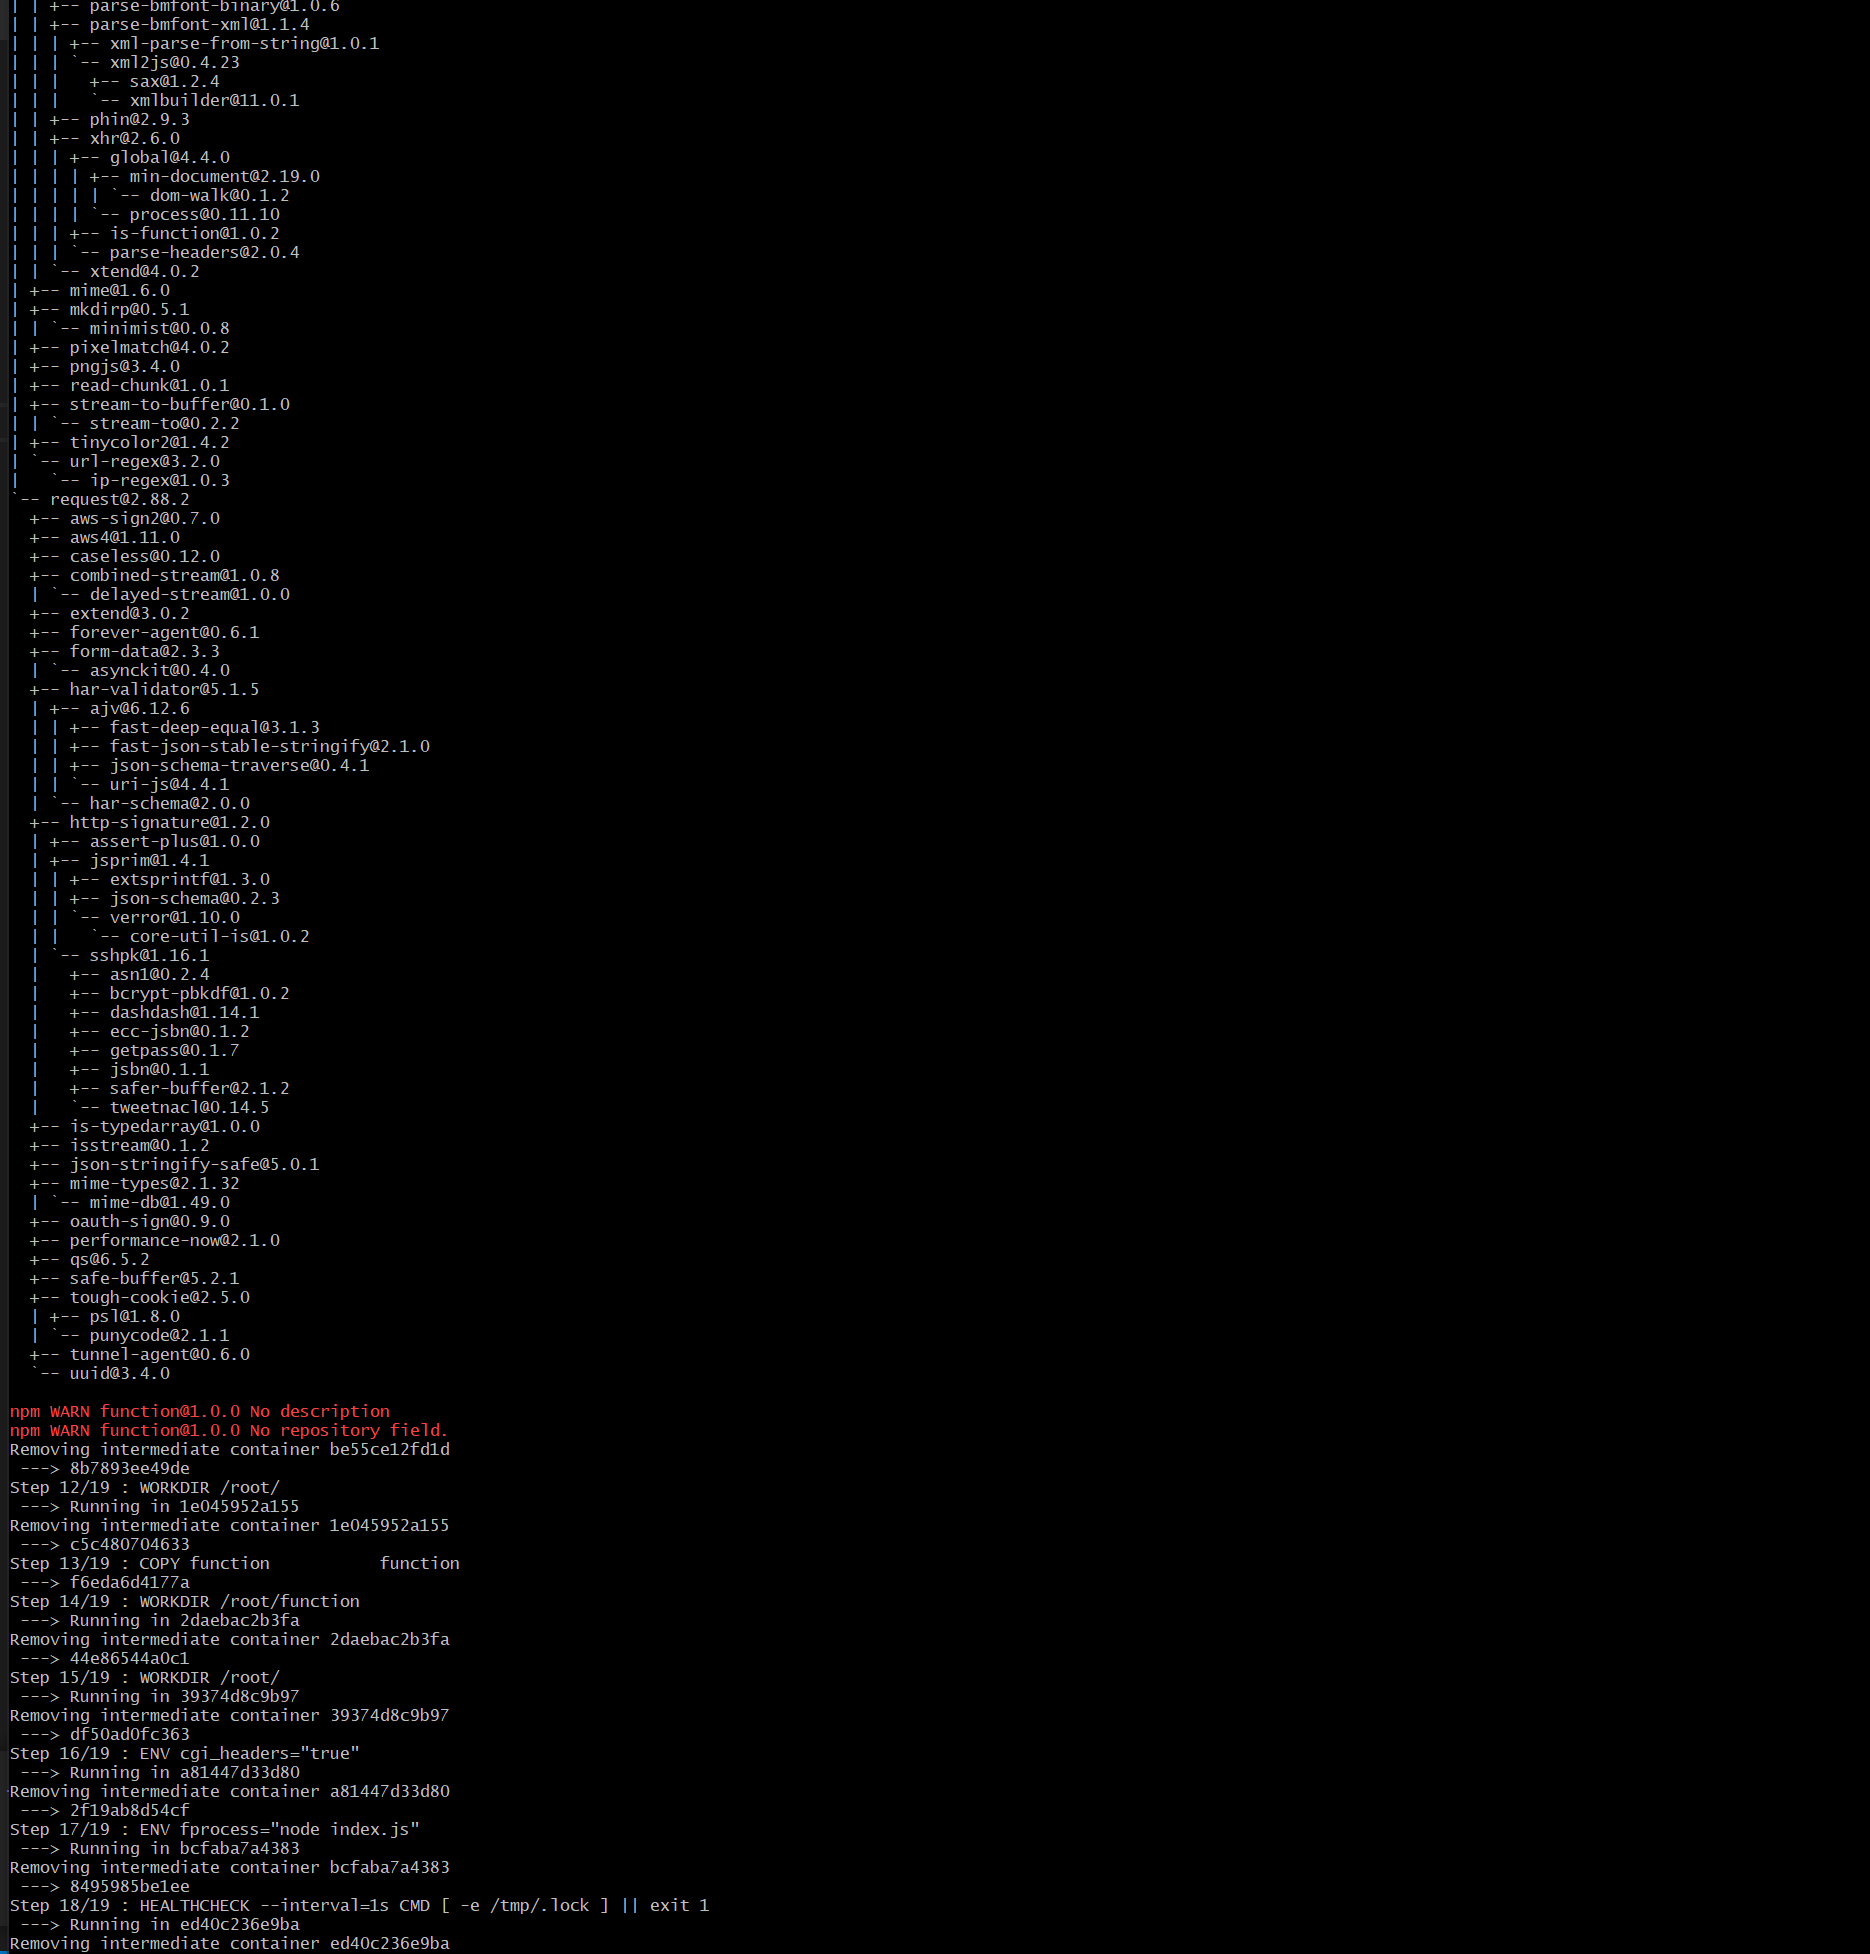 | | +-- parse-bmfont-binary@1.0.6
| | +-- parse-bmfont-xml@1.1.4
| | | +-- xml-parse-from-string@1.0.1
| | | `-- xml2js@0.4.23
| | |   +-- sax@1.2.4
| | |   `-- xmlbuilder@11.0.1
| | +-- phin@2.9.3
| | +-- xhr@2.6.0
| | | +-- global@4.4.0
| | | | +-- min-document@2.19.0
| | | | | `-- dom-walk@0.1.2
| | | | `-- process@0.11.10
| | | +-- is-function@1.0.2
| | | `-- parse-headers@2.0.4
| | `-- xtend@4.0.2
| +-- mime@1.6.0
| +-- mkdirp@0.5.1
| | `-- minimist@0.0.8
| +-- pixelmatch@4.0.2
| +-- pngjs@3.4.0
| +-- read-chunk@1.0.1
| +-- stream-to-buffer@0.1.0
| | `-- stream-to@0.2.2
| +-- tinycolor2@1.4.2
| `-- url-regex@3.2.0
|   `-- ip-regex@1.0.3
`-- request@2.88.2
  +-- aws-sign2@0.7.0
  +-- aws4@1.11.0
  +-- caseless@0.12.0
  +-- combined-stream@1.0.8
  | `-- delayed-stream@1.0.0
  +-- extend@3.0.2
  +-- forever-agent@0.6.1
  +-- form-data@2.3.3
  | `-- asynckit@0.4.0
  +-- har-validator@5.1.5
  | +-- ajv@6.12.6
  | | +-- fast-deep-equal@3.1.3
  | | +-- fast-json-stable-stringify@2.1.0
  | | +-- json-schema-traverse@0.4.1
  | | `-- uri-js@4.4.1
  | `-- har-schema@2.0.0
  +-- http-signature@1.2.0
  | +-- assert-plus@1.0.0
  | +-- jsprim@1.4.1
  | | +-- extsprintf@1.3.0
  | | +-- json-schema@0.2.3
  | | `-- verror@1.10.0
  | |   `-- core-util-is@1.0.2
  | `-- sshpk@1.16.1
  |   +-- asn1@0.2.4
  |   +-- bcrypt-pbkdf@1.0.2
  |   +-- dashdash@1.14.1
  |   +-- ecc-jsbn@0.1.2
  |   +-- getpass@0.1.7
  |   +-- jsbn@0.1.1
  |   +-- safer-buffer@2.1.2
  |   `-- tweetnacl@0.14.5
  +-- is-typedarray@1.0.0
  +-- isstream@0.1.2
  +-- json-stringify-safe@5.0.1
  +-- mime-types@2.1.32
  | `-- mime-db@1.49.0
  +-- oauth-sign@0.9.0
  +-- performance-now@2.1.0
  +-- qs@6.5.2
  +-- safe-buffer@5.2.1
  +-- tough-cookie@2.5.0
  | +-- psl@1.8.0
  | `-- punycode@2.1.1
  +-- tunnel-agent@0.6.0
  `-- uuid@3.4.0

npm WARN function@1.0.0 No description
npm WARN function@1.0.0 No repository field.
Removing intermediate container be55ce12fd1d
 ---> 8b7893ee49de
Step 12/19 : WORKDIR /root/
 ---> Running in 1e045952a155
Removing intermediate container 1e045952a155
 ---> c5c480704633
Step 13/19 : COPY function           function
 ---> f6eda6d4177a
Step 14/19 : WORKDIR /root/function
 ---> Running in 2daebac2b3fa
Removing intermediate container 2daebac2b3fa
 ---> 44e86544a0c1
Step 15/19 : WORKDIR /root/
 ---> Running in 39374d8c9b97
Removing intermediate container 39374d8c9b97
 ---> df50ad0fc363
Step 16/19 : ENV cgi_headers="true"
 ---> Running in a81447d33d80
Removing intermediate container a81447d33d80
 ---> 2f19ab8d54cf
Step 17/19 : ENV fprocess="node index.js"
 ---> Running in bcfaba7a4383
Removing intermediate container bcfaba7a4383
 ---> 8495985be1ee
Step 18/19 : HEALTHCHECK --interval=1s CMD [ -e /tmp/.lock ] || exit 1
 ---> Running in ed40c236e9ba
Removing intermediate container ed40c236e9ba